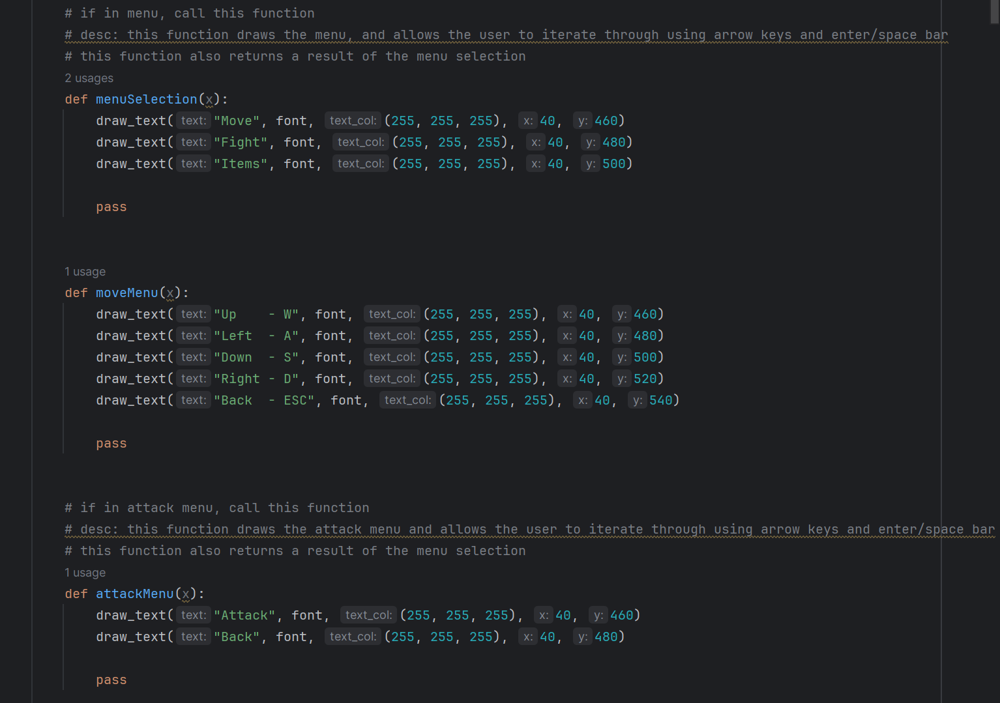 # if in menu, call this function
# desc: this function draws the menu, and allows the user to iterate through using arrow keys and enter/space bar
# this function also returns a result of the menu selection
2 usages
def menuSelection(x):
    draw_text( text: "Move", font, text_col: (255, 255, 255), x: 40, y: 460)
    draw_text( text: "Fight", font, text_col: (255, 255, 255), x: 40, y: 480)
    draw_text( text: "Items", font, text_col: (255, 255, 255), x: 40, y: 500)
    pass
1 usage
def moveMenu(x):
    draw_text( text: "Up    - W", font, text_col: (255, 255, 255), x: 40, y: 460)
    draw_text( text: "Left  - A", font, text_col: (255, 255, 255), x: 40, y: 480)
    draw_text( text: "Down  - S", font, text_col: (255, 255, 255), x: 40, y: 500)
    draw_text( text: "Right - D", font, text_col: (255, 255, 255), x: 40, y: 520)
    draw_text( text: "Back  - ESC", font, text_col: (255, 255, 255), x: 40, y: 540)
    pass
# if in attack menu, call this function
# desc: this function draws the attack menu and allows the user to iterate through using arrow keys and enter/space bar
# this function also returns a result of the menu selection
1 usage
def attackMenu(x):
    draw_text( text: "Attack", font, text_col: (255, 255, 255), x: 40, y: 460)
    draw_text( text: "Back", font, text_col: (255, 255, 255), x: 40, y: 480)
    pass